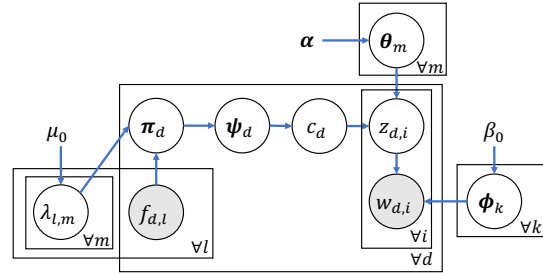 α
θ_m
∀m
π_d
ψ_d
c_d
z_{d,i}
μ_0
β_0
λ_{l,m}
f_{d,l}
w_{d,i}
ϕ_k
∀m
∀l
∀i
∀k
∀d